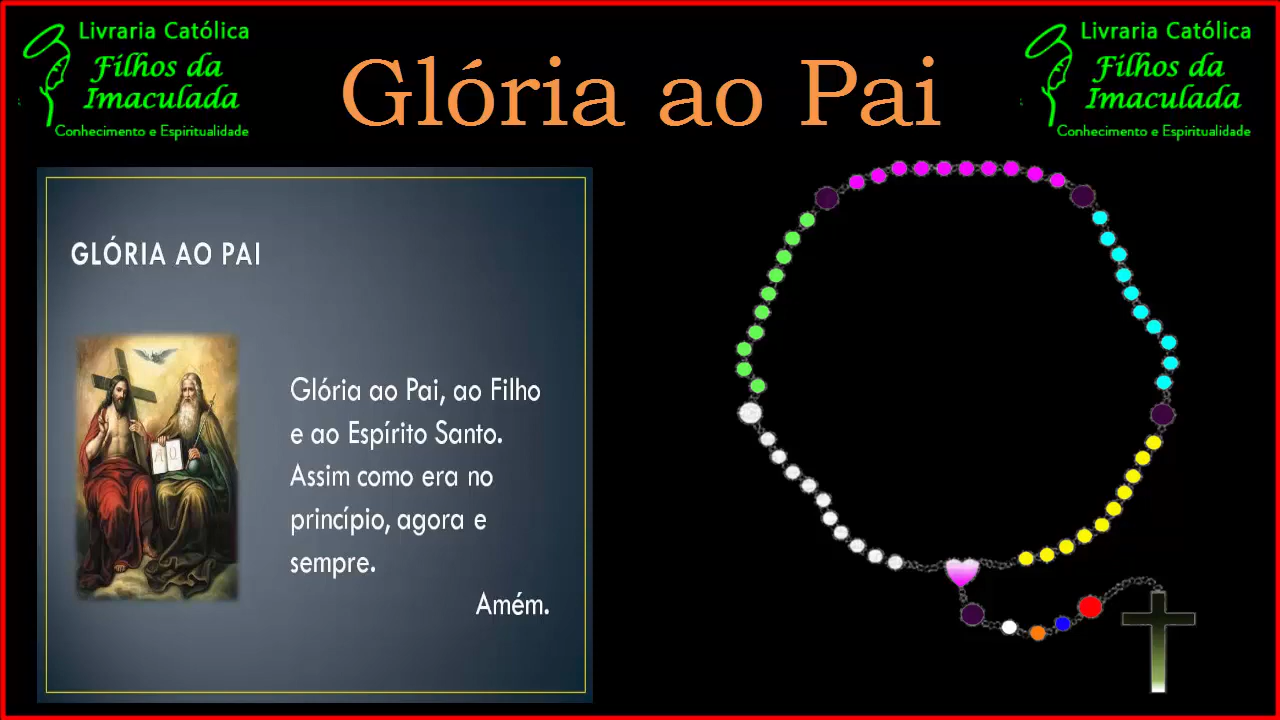 Livraria Católica
Filhos da
Imaculada
Conhecimento e Espiritualidade
Glória ao Pai
Livraria Católica
Filhos da
Imaculada
Conhecimento e Espiritualidade
GLÓRIA AO PAI
Glória ao Pai, ao Filho
e ao Espírito Santo.
Assim como era no
princípio, agora e
sempre.
Amém.